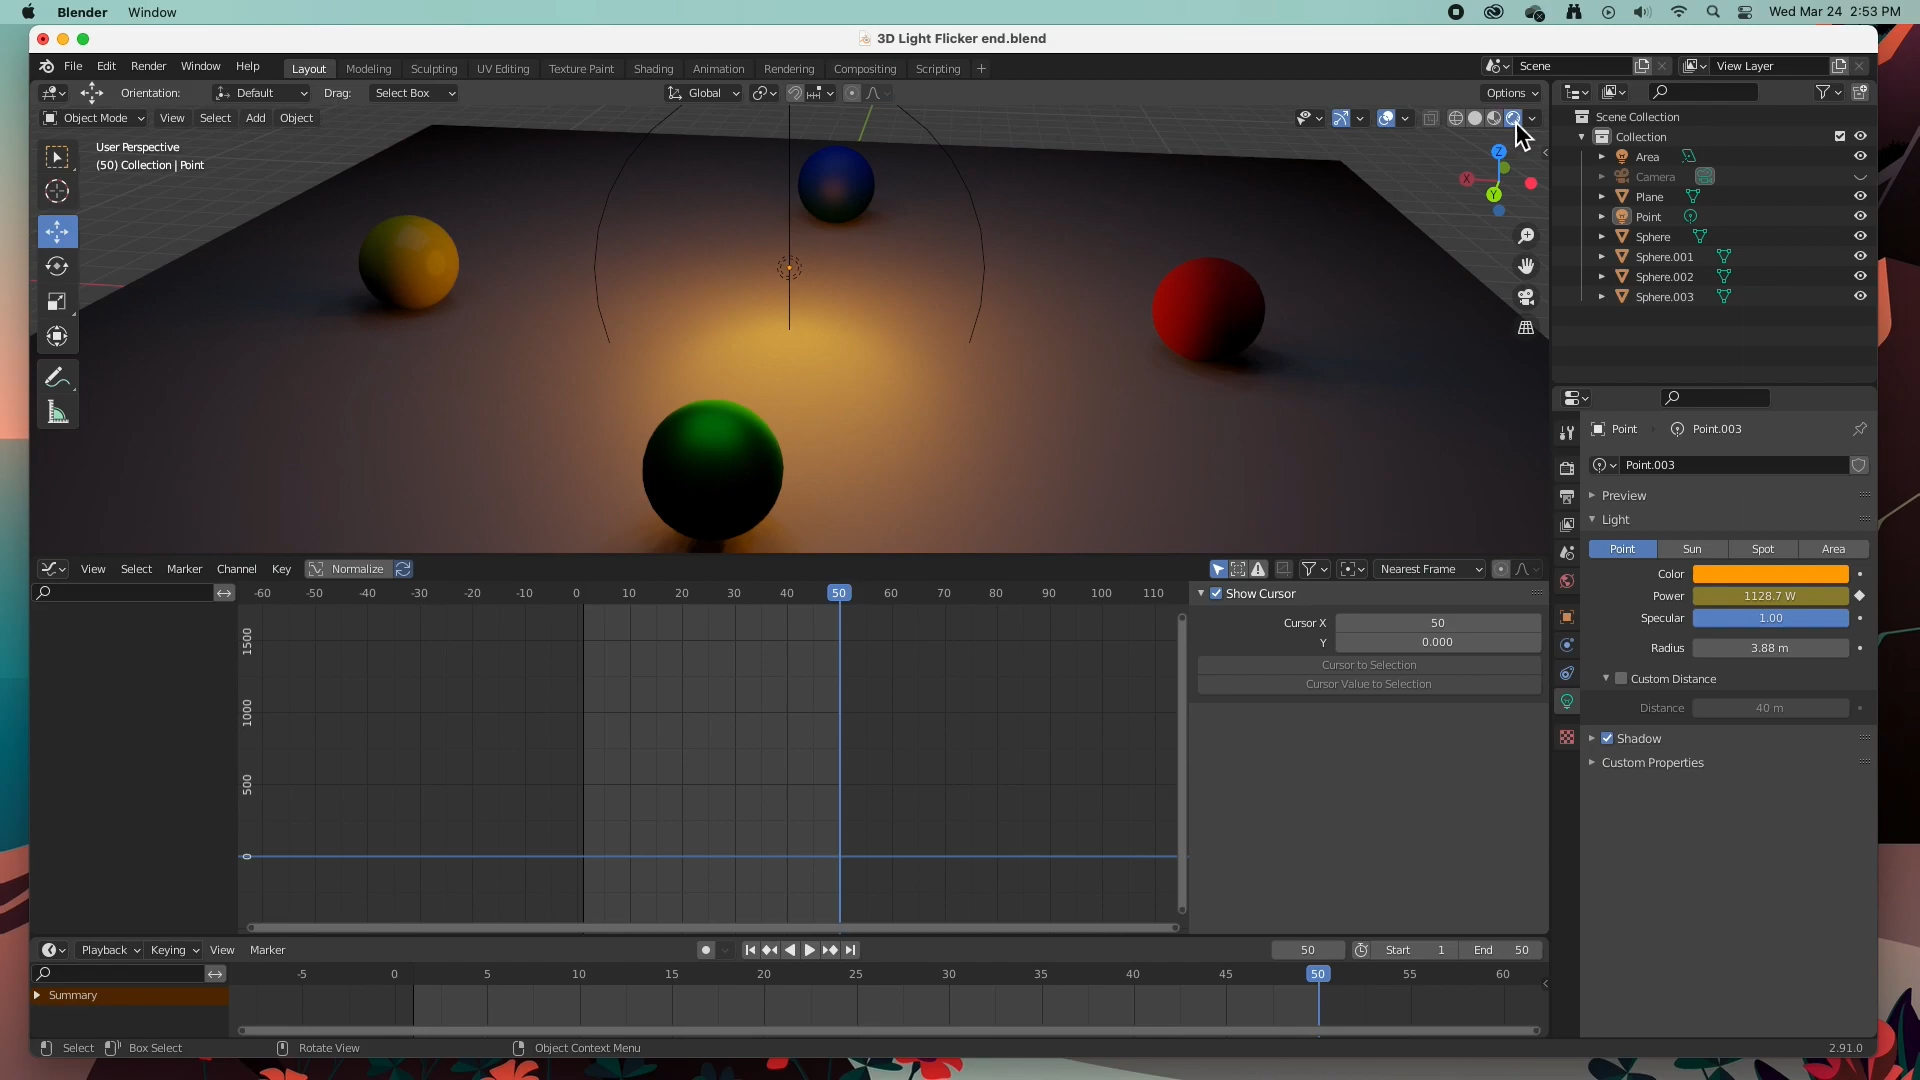 Blender Window Wed Mar 24 2:53 PM
3D Light Flicker end.blend
File Edit Render Window Help Layout Modeling Sculpting UV Editing Texture Paint Shading Animation Rendering Compositing Scripting + Scene View Layer
Orientation: Default Drag: Select Box Global Options
Object Mode View Select Add Object
User Perspective
(50) Collection | Point
Z
X
Y
Scene Collection
Collection
Area
Camera
Plane
Point
Sphere
Sphere.001
Sphere.002
Sphere.003
Point Point.003
Point.003
Preview
Light
Point Sun Spot Area
Color
Power 1128.7 W
Specular 1.00
Radius 3.88 m
Custom Distance
Distance 40 m
Shadow
Custom Properties
View Select Marker Channel Key Normalize Nearest Frame
-60 -50 -40 -30 -20 -10 0 10 20 30 40 50 60 70 80 90 100 110
1500
1000
500
0
Show Cursor
Cursor X 50
Y 0.000
Cursor to Selection
Cursor Value to Selection
Playback Keying View Marker 50 Start 1 End 50
-5 0 5 10 15 20 25 30 35 40 45 50 55 60
Summary
Select Box Select Rotate View Object Context Menu 2.91.0